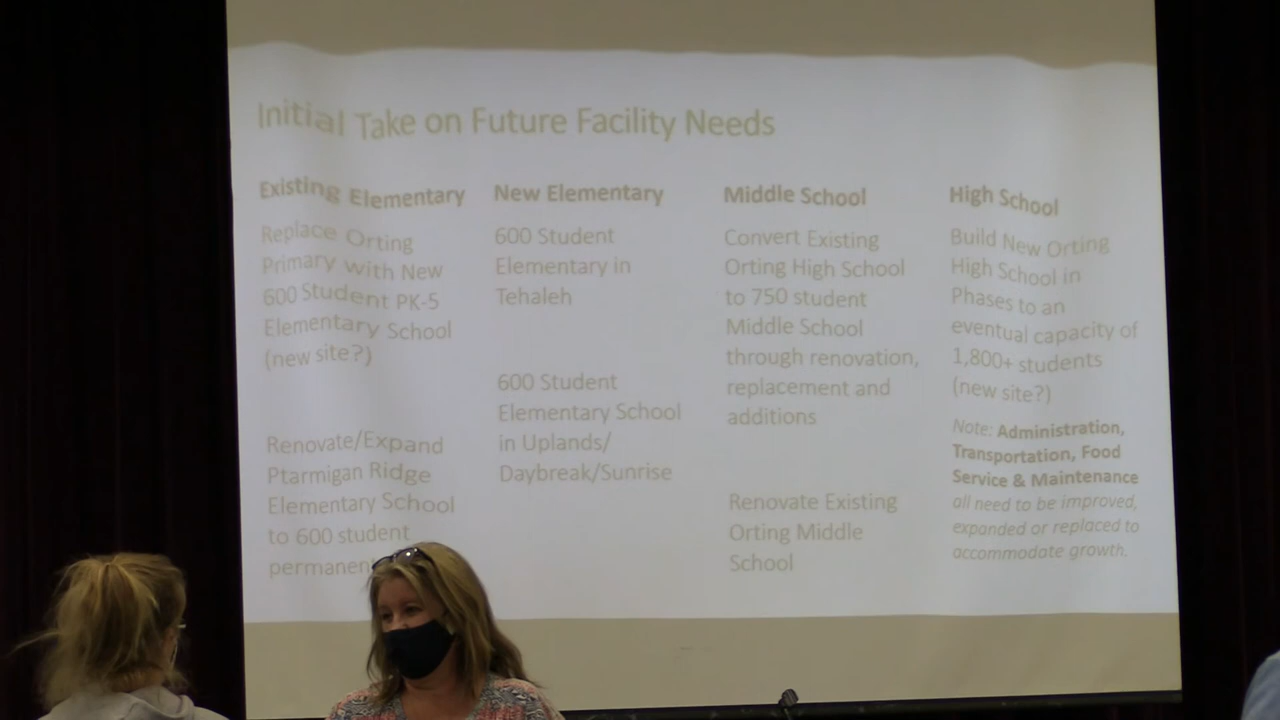 Initial Take on Future Facility Needs
Existing Elementary
Replace Orting
Primary with New
600 Student PK-5
Elementary School
(new site?)
Renovate/Expand
Ptarmigan Ridge
Elementary School
to 600 student
New Elementary
600 Student
Elementary in
Tehaleh
600 Student
Elementary School
in Uplands/
Daybreak/Sunrise
Middle School
Convert Existing
Orting High School
to 750 student
Middle School
through renovation,
replacement and
additions
Renovate Existing
Orting Middle
School
High School
Build New Orting
High School in
Phases to an
eventual capacity of
1,800+ students
(new site?)
Note: Administration,
Transportation, Food
Service & Maintenance
all need to be improved,
expanded or replaced to
accommodate growth.